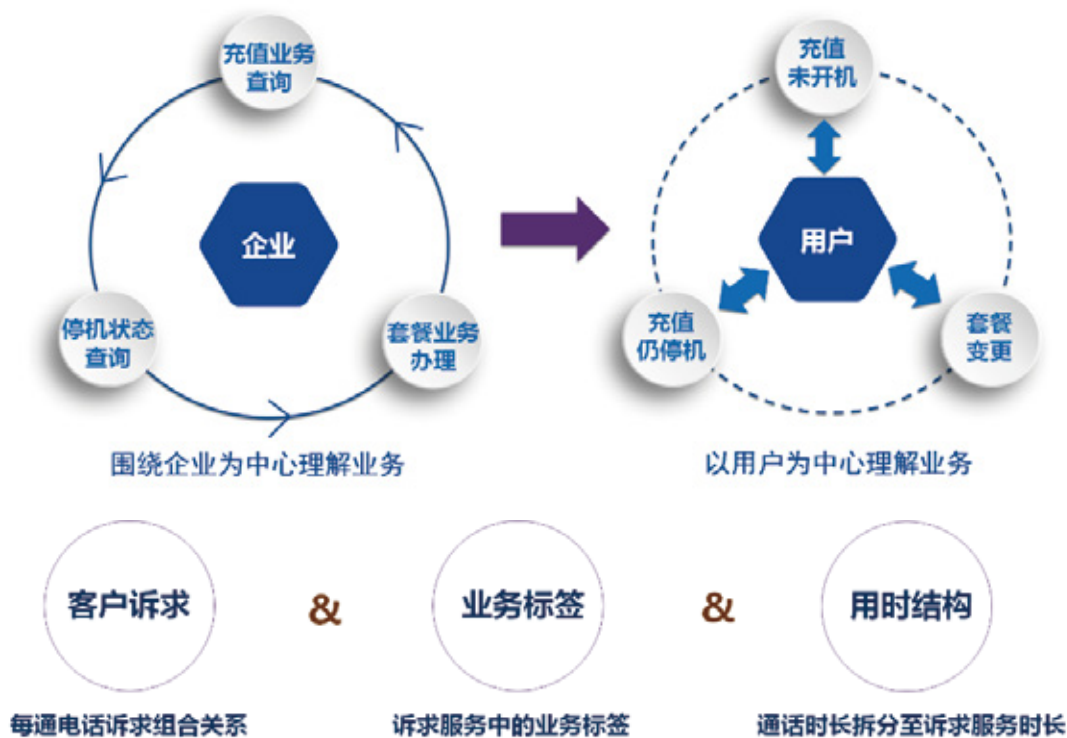 充值业务
查询
企业
停机状态
查询
套餐业务
办理
围绕企业为中心理解业务
充值
未开机
用户
充值
仍停机
套餐
变更
以用户为中心理解业务
客户诉求
&
业务标签
&
用时结构
每通电话诉求组合关系
诉求服务中的业务标签
通话时长拆分至诉求服务时长